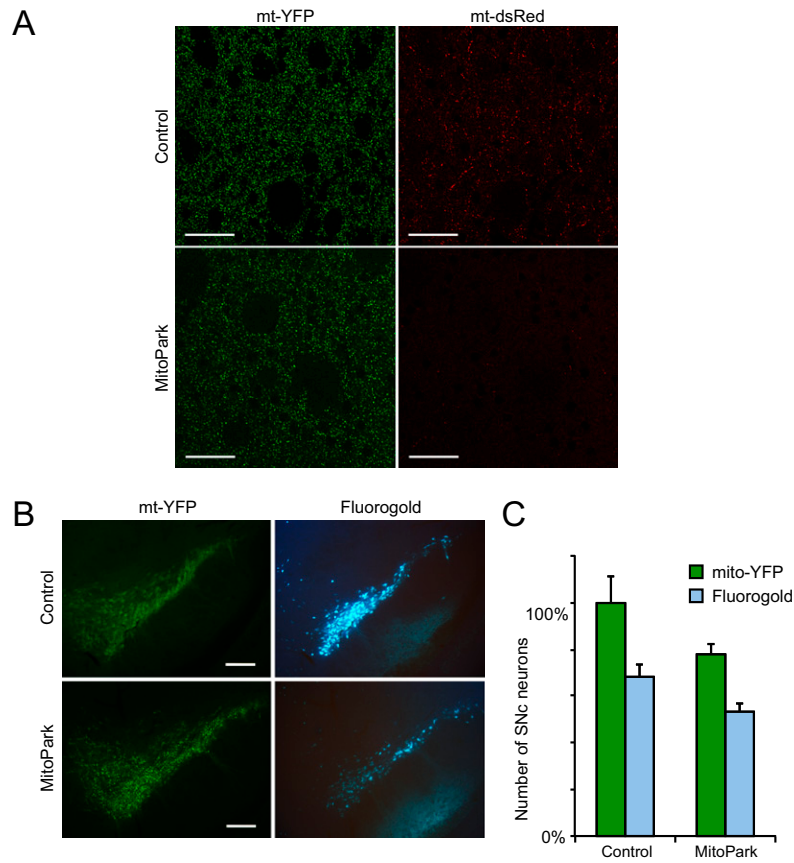 A
mt-YFP
mt-dsRed
Control
MitoPark
B
mt-YFP
Fluorogold
Control
MitoPark
C
mito-YFP
Fluorogold
100%
0%
Number of SNc neurons
Control
MitoPark